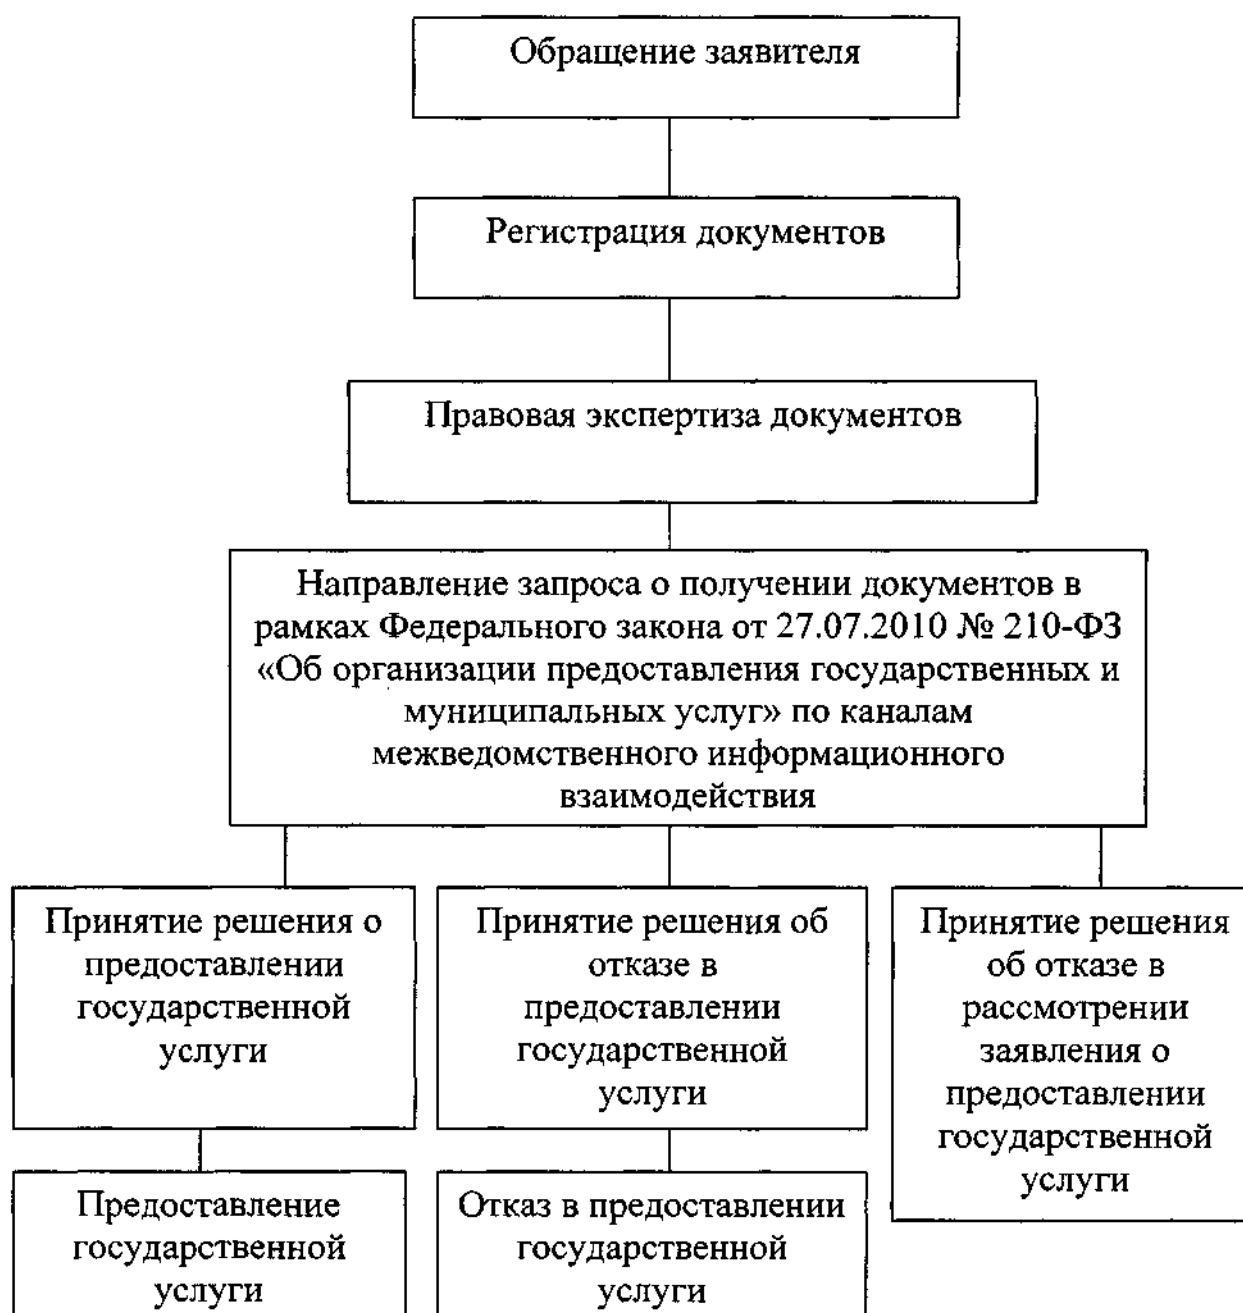 Обращение заявителя
Регистрация документов
Правовая экспертиза документов
Направление запроса о получении документов в
рамках Федерального закона от 27.07.2010 № 210-ФЗ
«Об организации предоставления государственных и
муниципальных услуг» по каналам
межведомственного информационного
взаимодействия
Принятие решения о
предоставлении
государственной
услуги
Принятие решения об
отказе в
предоставлении
государственной
услуги
Принятие решения
об отказе в
рассмотрении
заявления о
предоставлении
государственной
услуги
Предоставление
государственной
услуги
Отказ в предоставлении
государственной
услуги